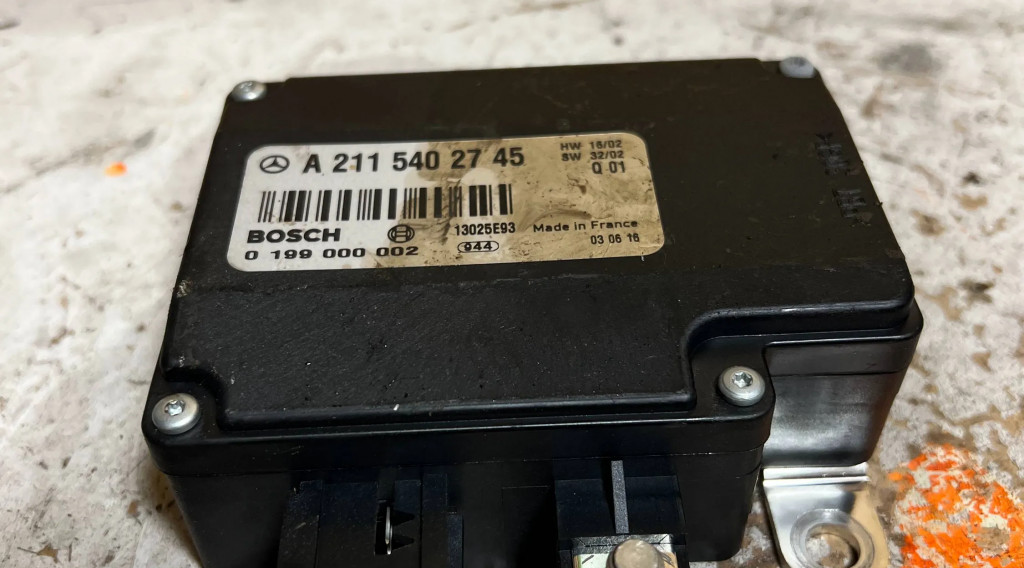 A 211 540 27 45
HW 16/02
SW 32/02
Q 01
BOSCH
13025E93
Made in France
0 199 000 002
944
03 06 16